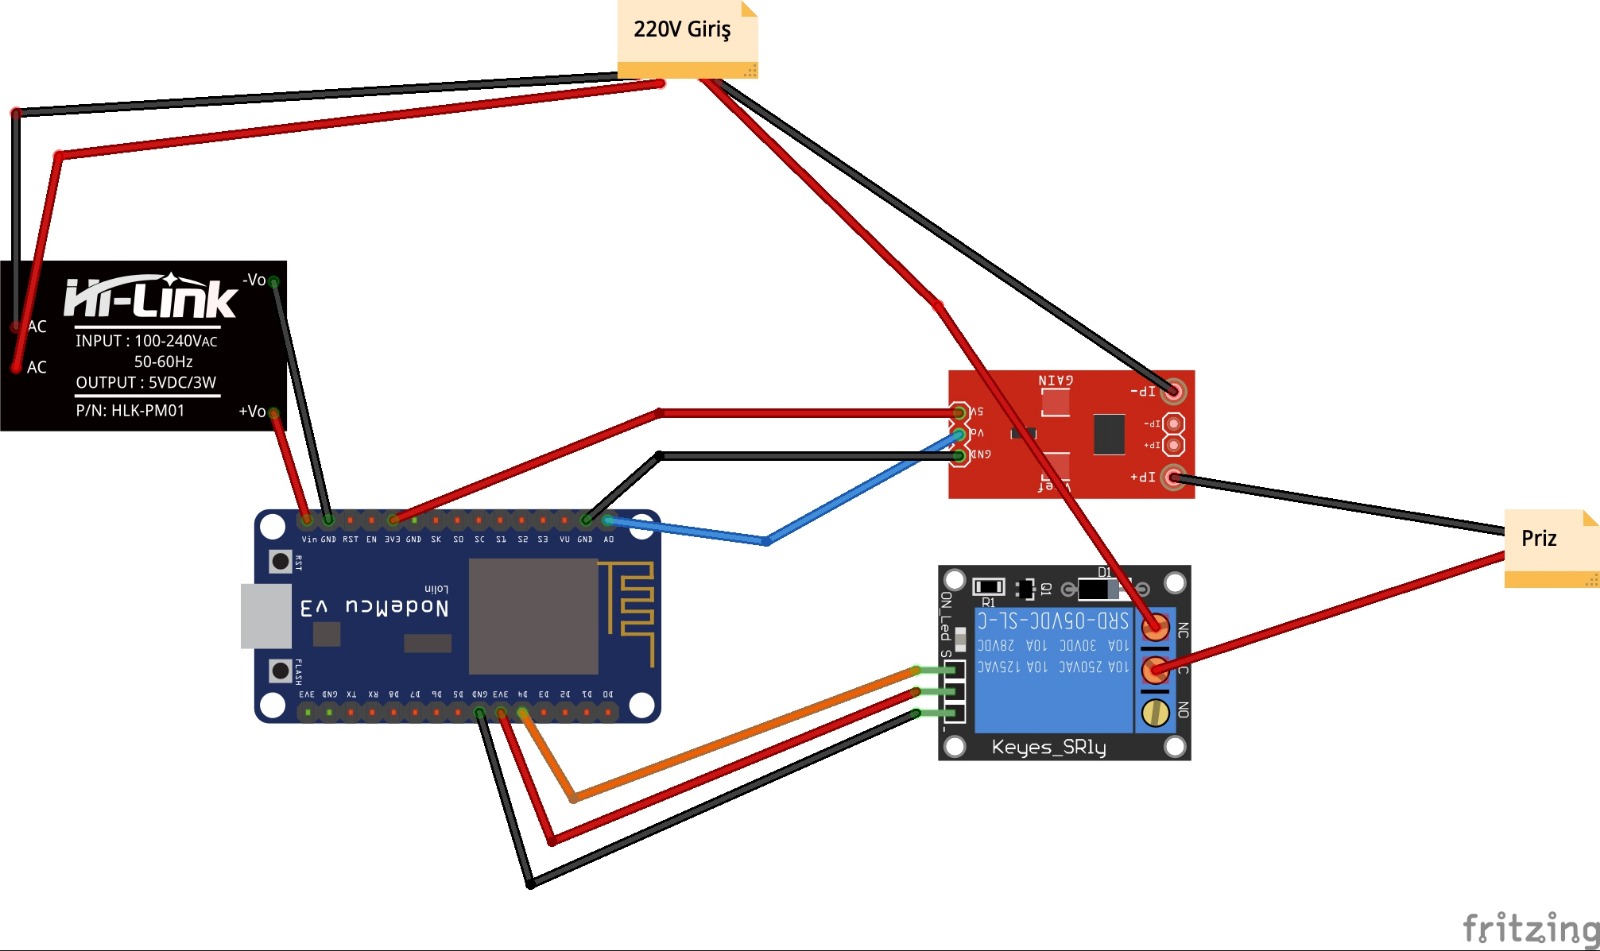 220V Giriş
Hi-Link
-Vo
AC
AC
INPUT : 100-240VAC
50-60Hz
OUTPUT : 5VDC/3W
P/N: HLK-PM01
+Vo
GAIN
IP-
5V
Vo
GND
IP-
IP+
Vref
IP+
Priz
Vin GND RST EN 3V3 GND SK SO SC S1 S2 S3 VU GND A0
RST
Lolin
NodeMcu v3
FLASH
3V3 GND TX RX D8 D7 D6 D5 GND 3V3 D4 D3 D2 D1 D0
R1
Q1
D1
ON_Led
S
SRD-05VDC-SL-C
10A 30VDC 10A 28VDC
10A 250VAC 10A 125VAC
NC
C
NO
-
Keyes_SRly
fritzing